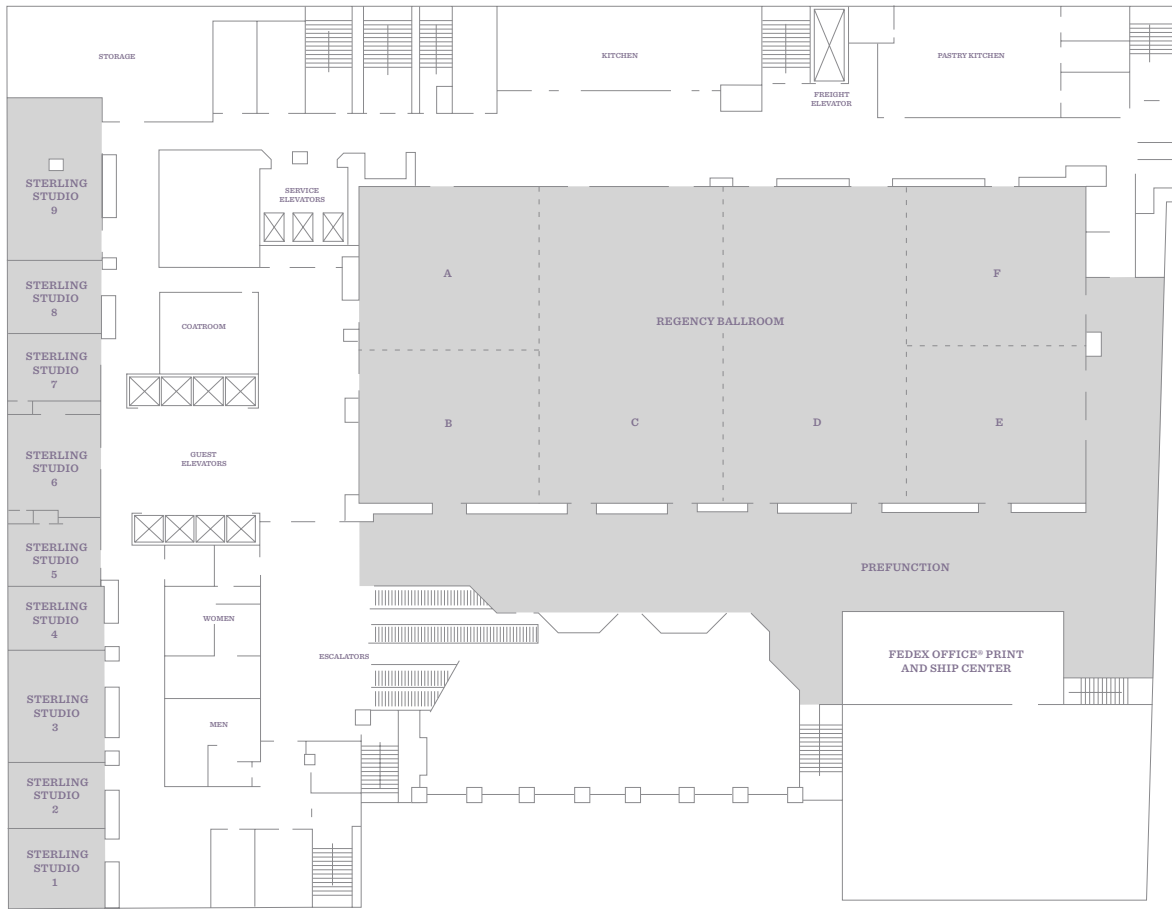 STORAGE
KITCHEN
PASTRY KITCHEN
FREIGHT
ELEVATOR
STERLING
STUDIO
9
SERVICE
ELEVATORS
A
F
STERLING
STUDIO
8
COATROOM
REGENCY BALLROOM
STERLING
STUDIO
7
B
C
D
E
STERLING
STUDIO
6
GUEST
ELEVATORS
STERLING
STUDIO
5
PREFUNCTION
STERLING
STUDIO
4
WOMEN
ESCALATORS
FEDEX OFFICE® PRINT
AND SHIP CENTER
STERLING
STUDIO
3
MEN
STERLING
STUDIO
2
STERLING
STUDIO
1